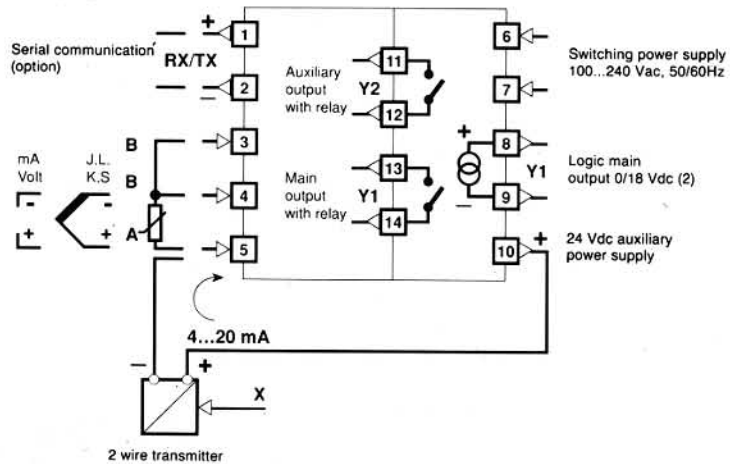 +
1
6
Serial communication
(option)
RX/TX
Switching power supply
100...240 Vac, 50/60Hz
11
Auxiliary
output
with relay
Y2
–
2
7
12
B
3
+
8
mA
Volt
J.L.
K.S
Main
output
with relay
Y1
13
Y1
Logic main
output 0/18 Vdc (2)
B
4
–
–
–
9
14
+
+
A
5
10
+
24 Vdc auxiliary
power supply
4...20 mA
–
+
X
2 wire transmitter